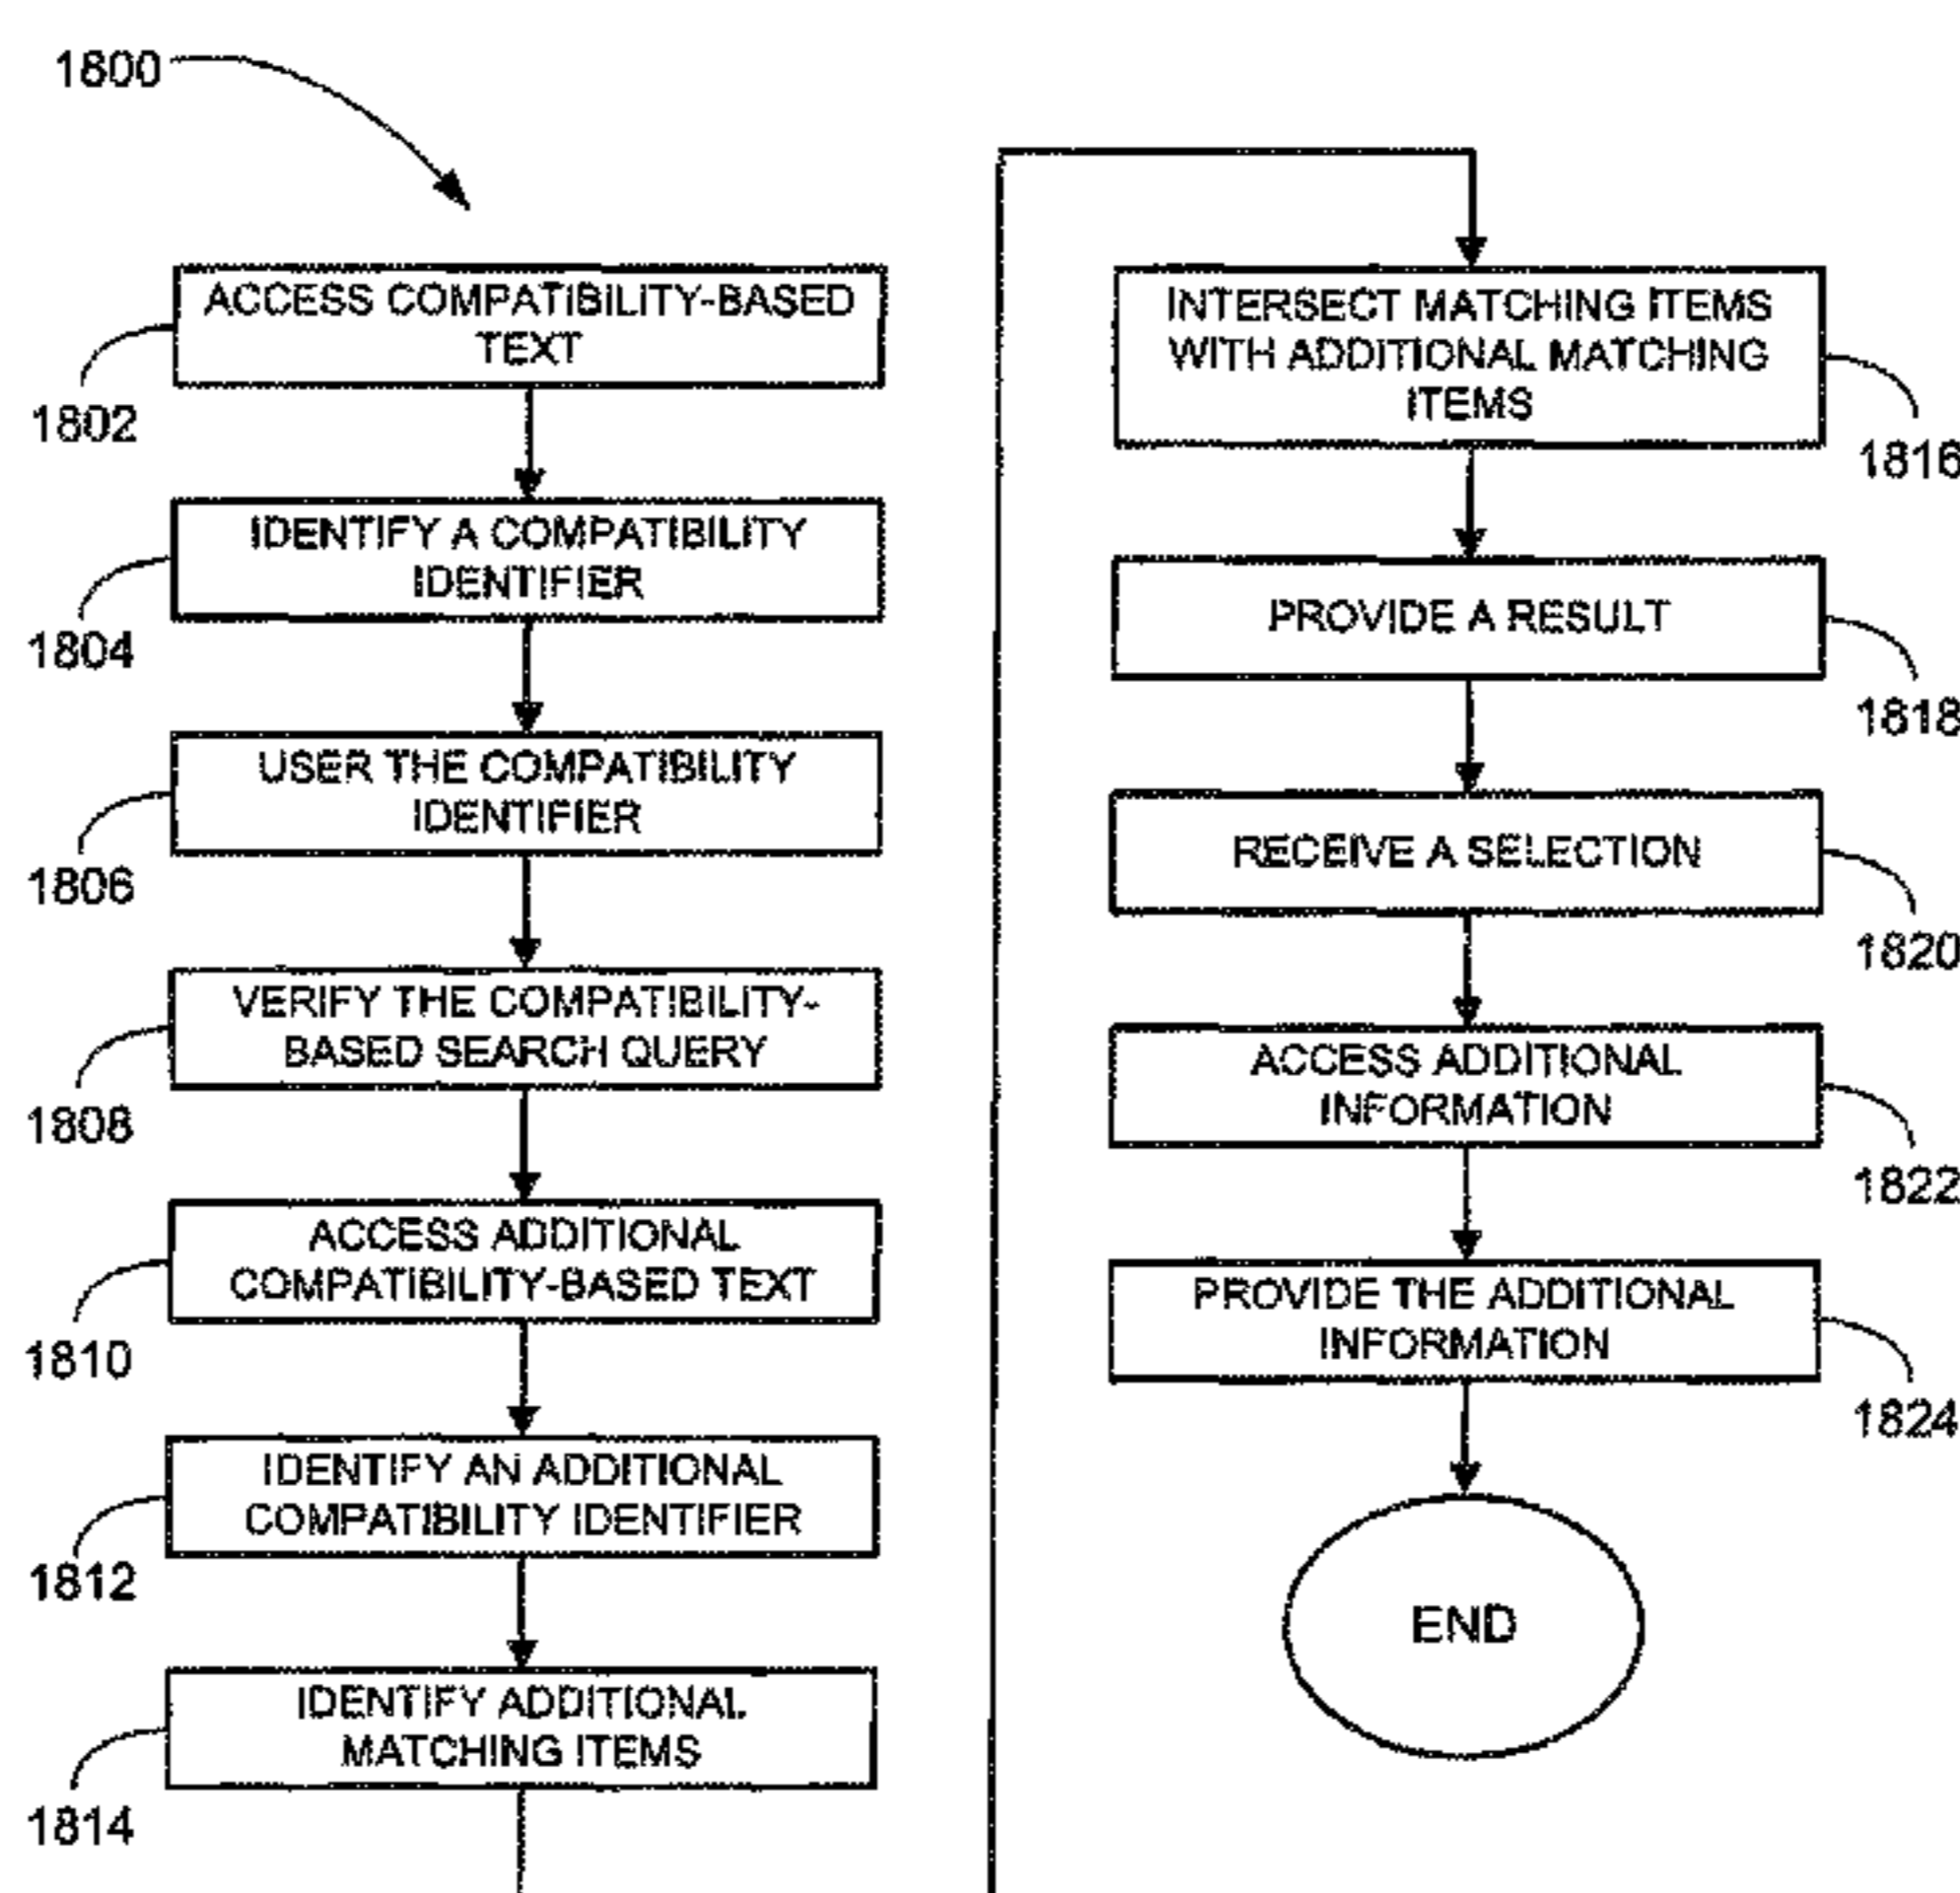 1800
ACCESS COMPATIBILITY-BASED
TEXT
1802
IDENTIFY A COMPATIBILITY
IDENTIFIER
1804
USER THE COMPATIBILITY
IDENTIFIER
1806
VERIFY THE COMPATIBILITY-
BASED SEARCH QUERY
1808
ACCESS ADDITIONAL
COMPATIBILITY-BASED TEXT
1810
IDENTIFY AN ADDITIONAL
COMPATIBILITY IDENTIFIER
1812
IDENTIFY ADDITIONAL
MATCHING ITEMS
1814
INTERSECT MATCHING ITEMS
WITH ADDITIONAL MATCHING
ITEMS
1816
PROVIDE A RESULT
1818
RECEIVE A SELECTION
1820
ACCESS ADDITIONAL
INFORMATION
1822
PROVIDE THE ADDITIONAL
INFORMATION
1824
END